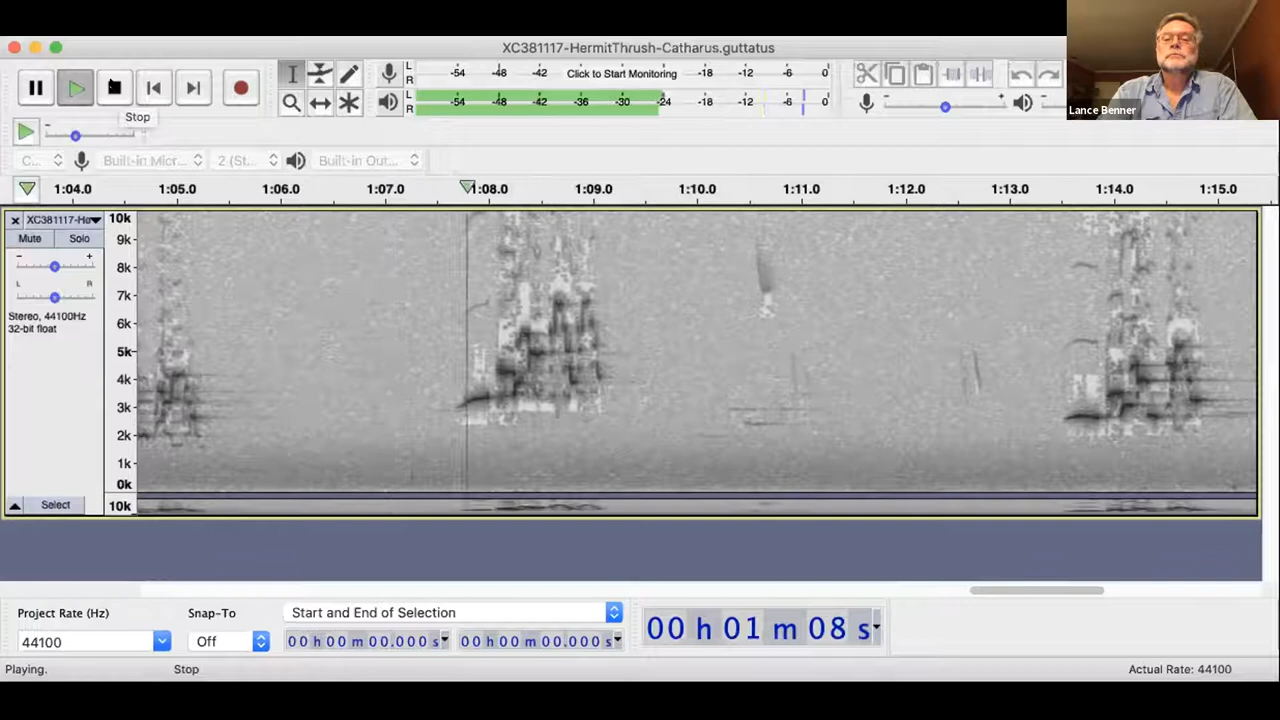 XC381117-HermitThrush-Catharus.guttatus
L
R
-54 -48 -42 Click to Start Monitoring -18 -12 -6 0
L
R
-54 -48 -42 -36 -30 -24 -18 -12 -6 0
- +
-
Lance Benner
Stop
-
C... Built-in Micr... 2 (St... Built-in Out...
1:04.0 1:05.0 1:06.0 1:07.0 1:08.0 1:09.0 1:10.0 1:11.0 1:12.0 1:13.0 1:14.0 1:15.0
XC381117-He
Mute Solo
- +
L R
Stereo, 44100Hz
32-bit float
Select
10k
9k
8k
7k
6k
5k
4k
3k
2k
1k
0k
10k
Project Rate (Hz)
Snap-To
Start and End of Selection
44100
Off
00 h 00 m 00.000 s
00 h 00 m 00.000 s
00 h 01 m 08 s
Playing.
Stop
Actual Rate: 44100